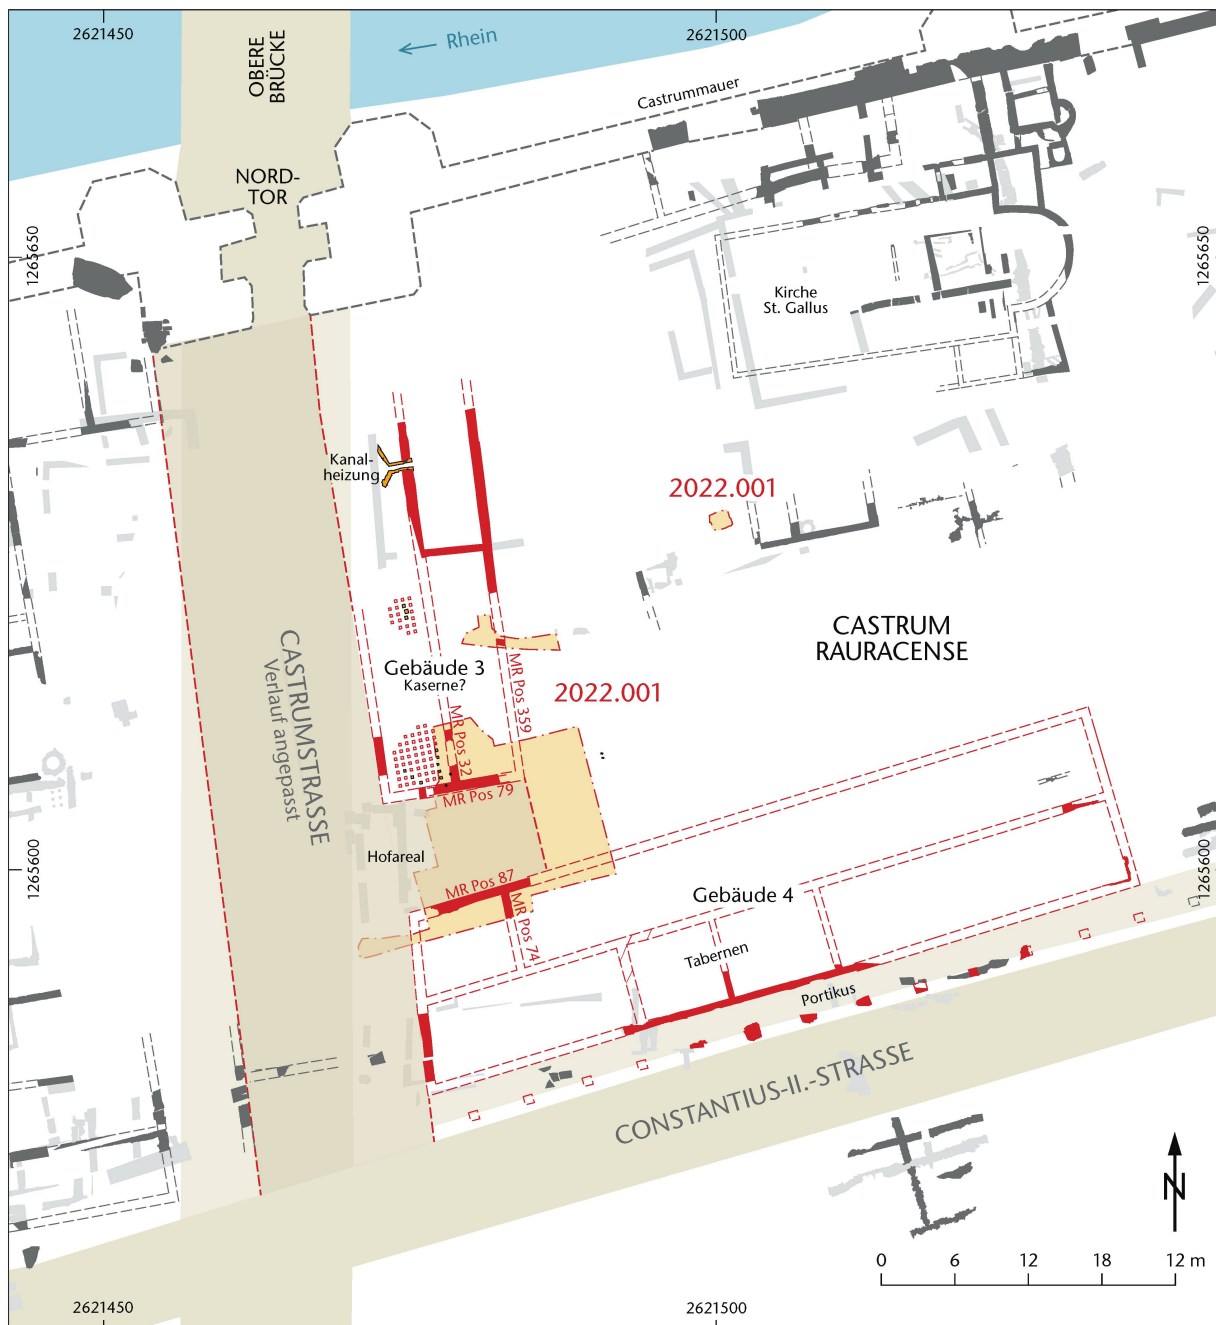 2621450
2621500
OBERE
BRÜCKE
Rhein
Castrummauer
NORD-
TOR
1265650
1265650
Kirche
St. Gallus
Kanal-
heizung
2022.001
CASTRUM
RAURACENSE
Gebäude 3
Kaserne?
MR Pos 359
2022.001
CASTRUMSTRASSE
Verlauf angepasst
MR Pos 32
MR Pos 79
Hofareal
1265600
1265600
MR Pos 87
MR Pos 74
Gebäude 4
Tabernen
Portikus
CONSTANTIUS-II.-STRASSE
N
0 6 12 18 12 m
2621450
2621500